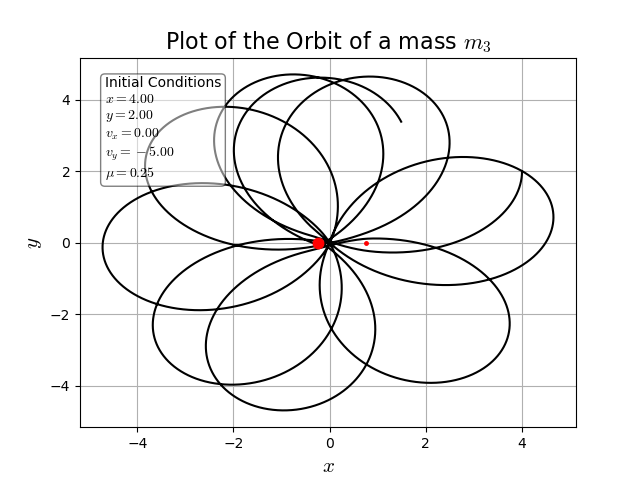 Plot of the Orbit of a mass m₃
Initial Conditions
x = 4.00
y = 2.00
vₓ = 0.00
v_y = −5.00
μ = 0.25
4
2
0
−2
−4
y
−4 −2 0 2 4
x